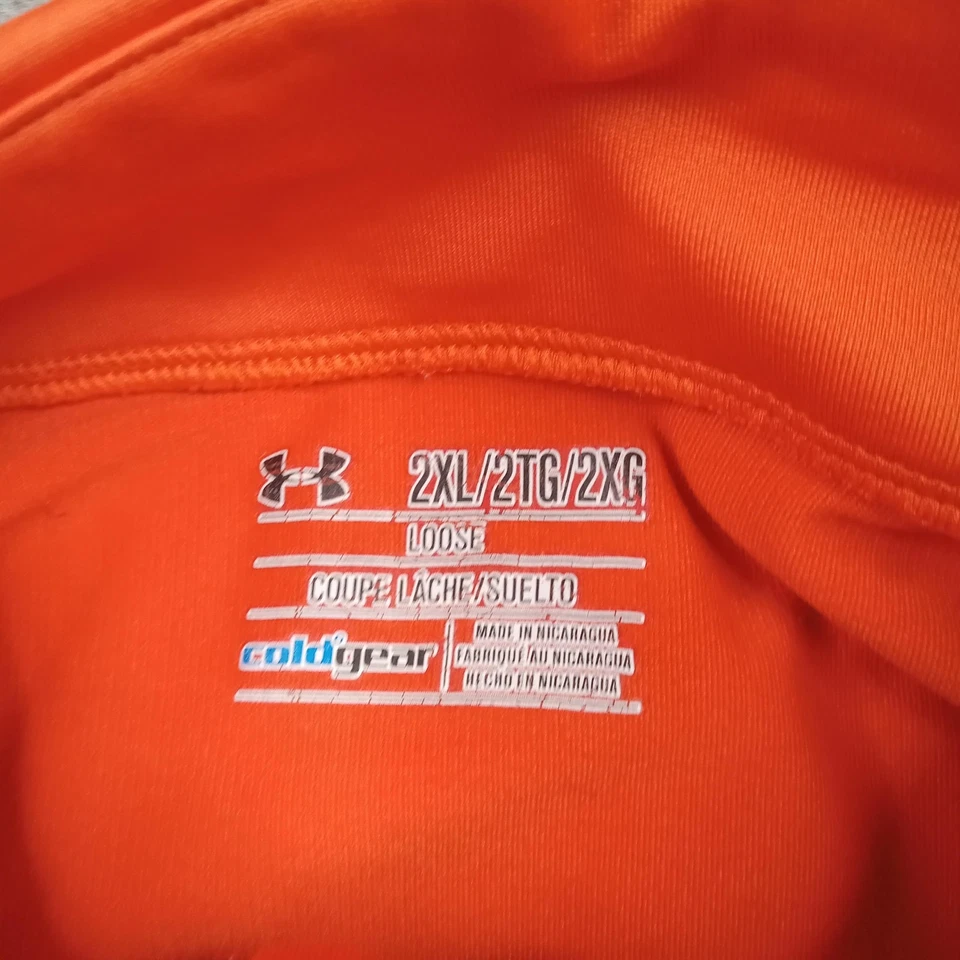 2XL/2TG/2XG
LOOSE
COUPE LÂCHE/SUELTO
coldgear
MADE IN NICARAGUA
FABRIQUÉ AU NICARAGUA
HECHO EN NICARAGUA